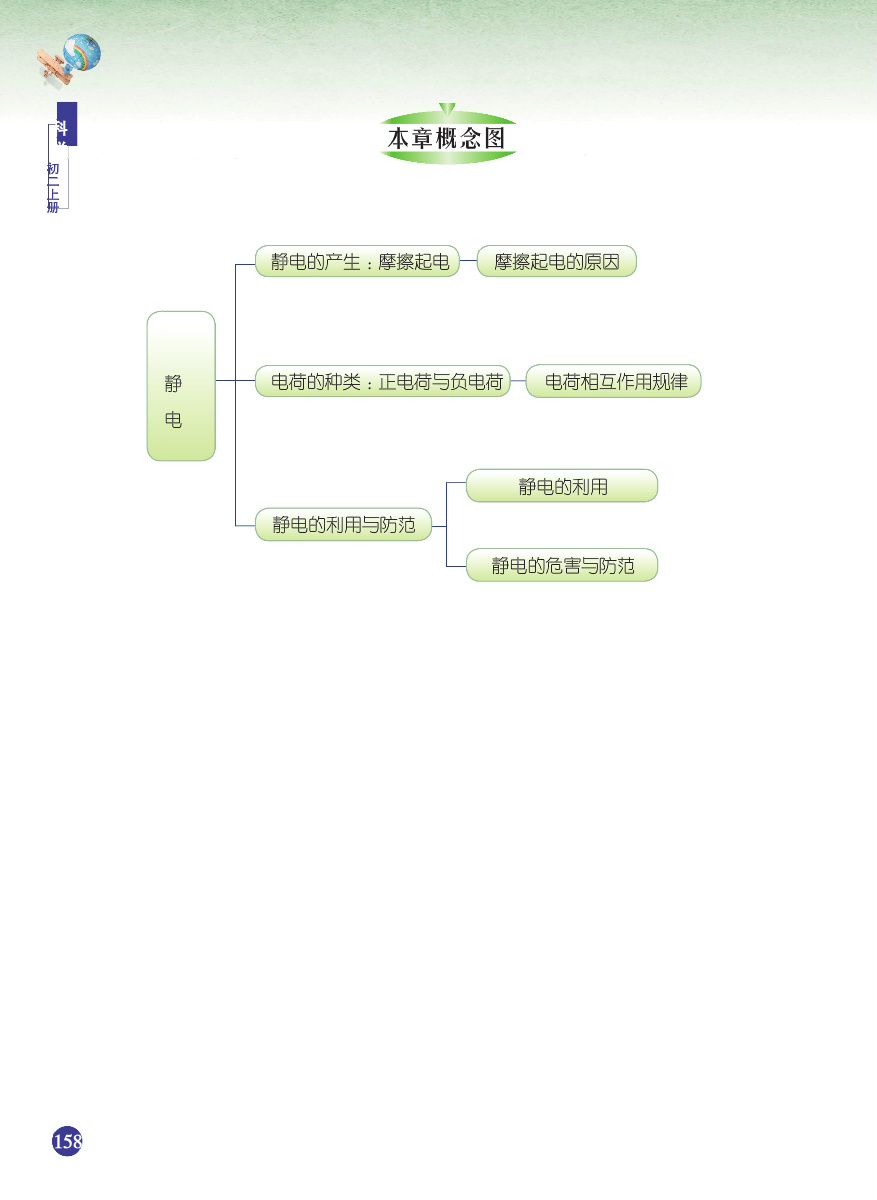 科
初二上册
本章概念图
静电的产生：摩擦起电
摩擦起电的原因
静
电
电荷的种类：正电荷与负电荷
电荷相互作用规律
静电的利用
静电的利用与防范
静电的危害与防范
158